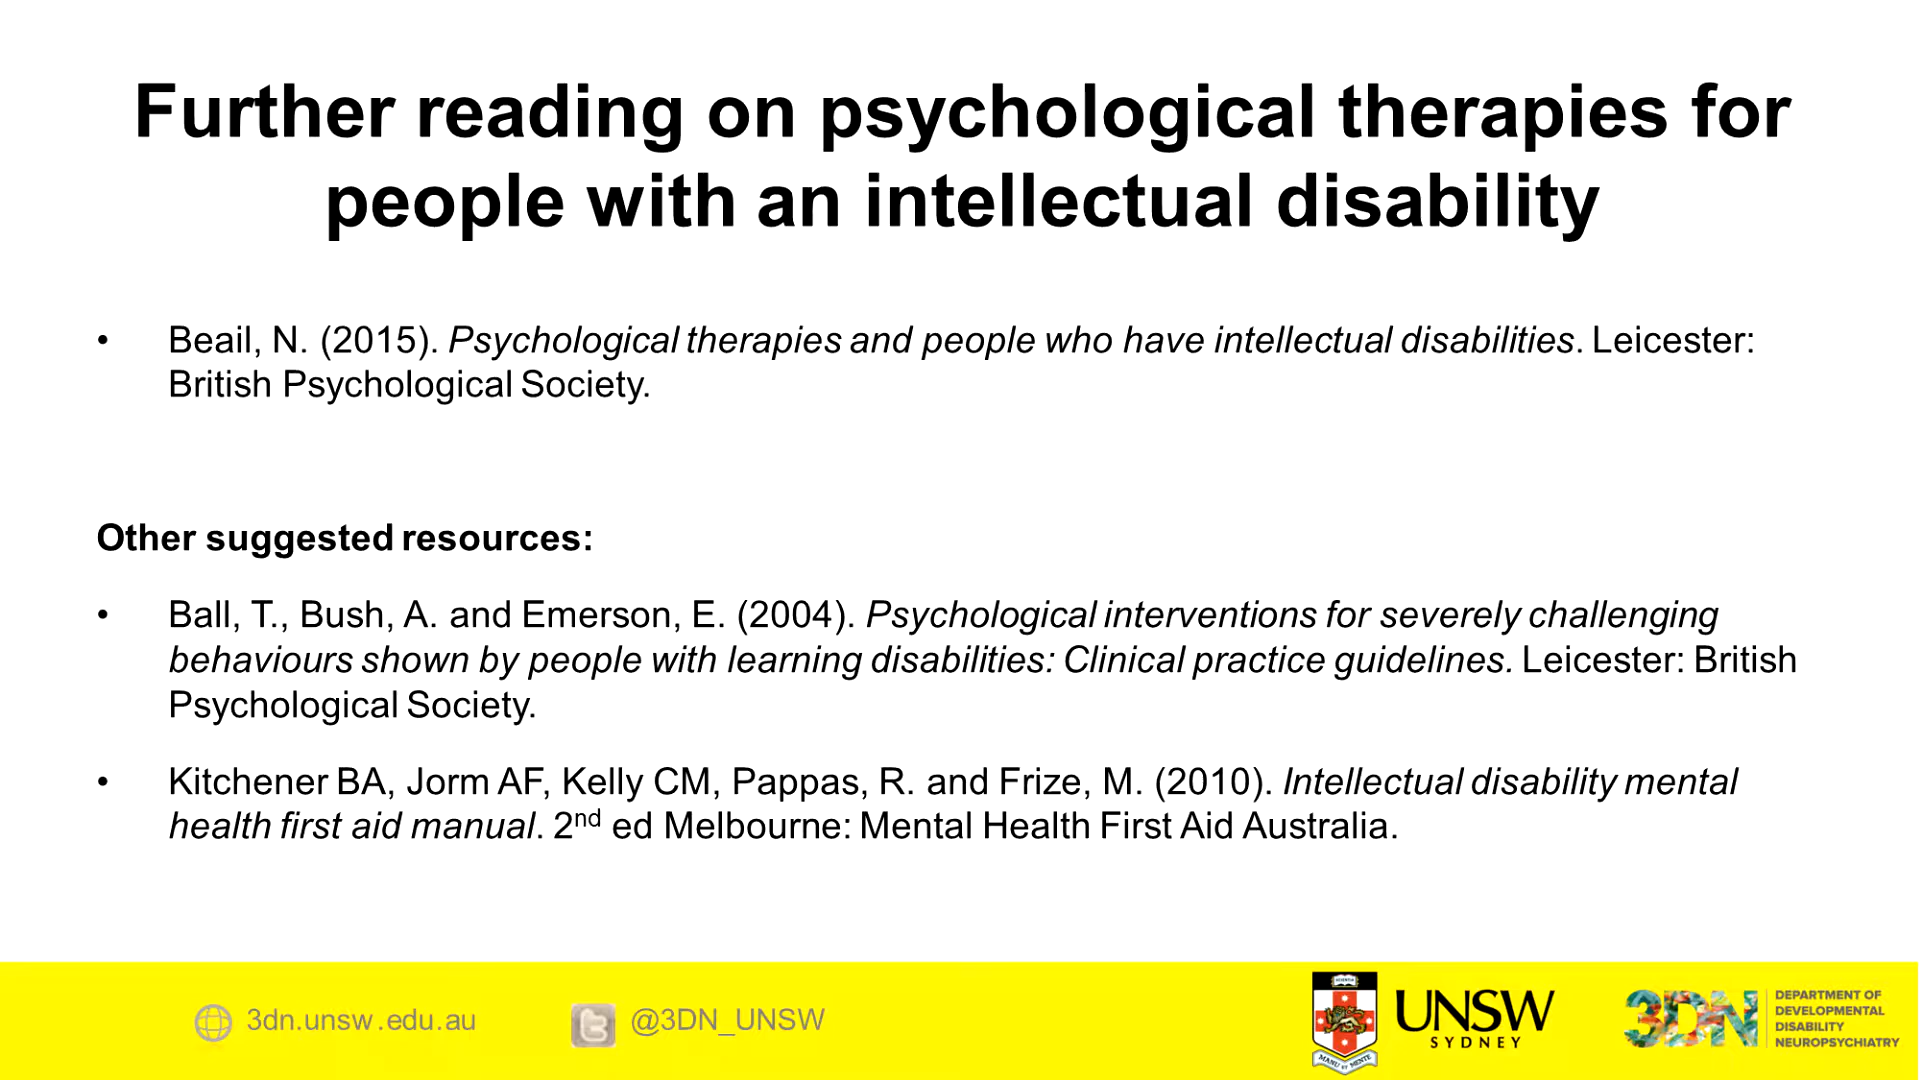 Further reading on psychological therapies for
people with an intellectual disability
• Beail, N. (2015). Psychological therapies and people who have intellectual disabilities. Leicester:
British Psychological Society.
Other suggested resources:
• Ball, T., Bush, A. and Emerson, E. (2004). Psychological interventions for severely challenging
behaviours shown by people with learning disabilities: Clinical practice guidelines. Leicester: British
Psychological Society.
• Kitchener BA, Jorm AF, Kelly CM, Pappas, R. and Frize, M. (2010). Intellectual disability mental
health first aid manual. 2nd ed Melbourne: Mental Health First Aid Australia.
3dn.unsw.edu.au
@3DN_UNSW
SCIENTIA
MANU ET MENTE
UNSW
SYDNEY
3DN
DEPARTMENT OF
DEVELOPMENTAL
DISABILITY
NEUROPSYCHIATRY